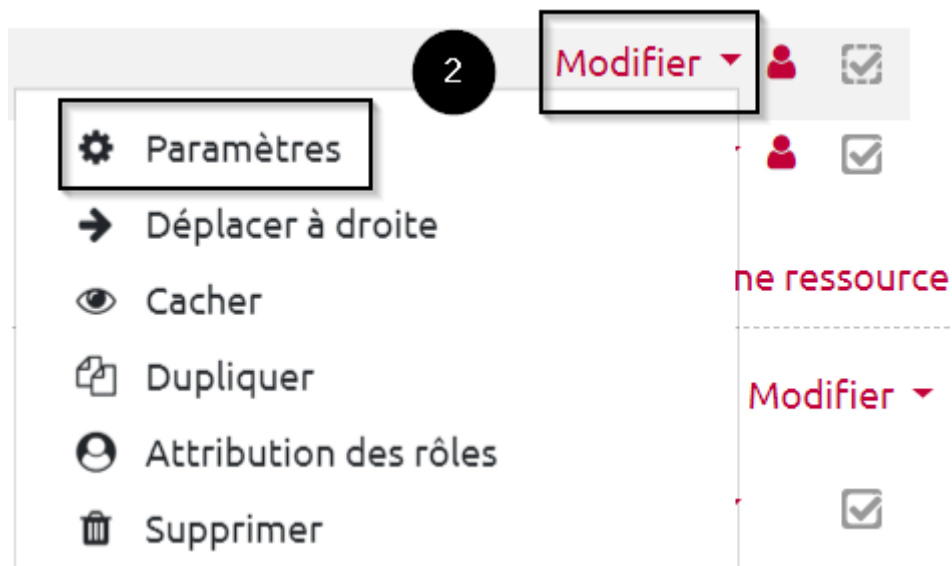 2
Modifier
Paramètres
Déplacer à droite
Cacher
ne ressource
Dupliquer
Modifier
Attribution des rôles
Supprimer